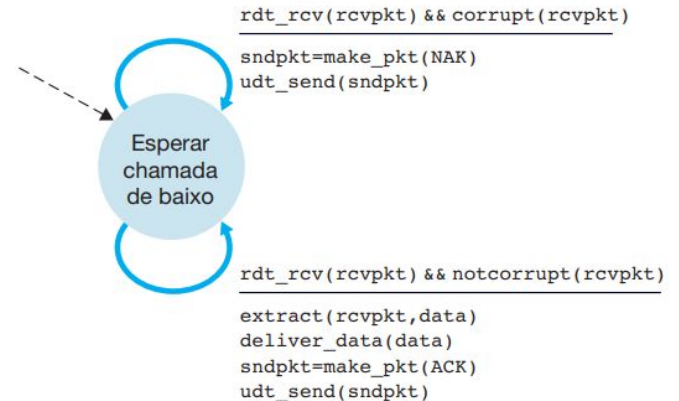 rdt_rcv(rcvpkt) && corrupt(rcvpkt)
sndpkt=make_pkt(NAK)
udt_send(sndpkt)
Esperar
chamada
de baixo
rdt_rcv(rcvpkt) && notcorrupt(rcvpkt)
extract(rcvpkt,data)
deliver_data(data)
sndpkt=make_pkt(ACK)
udt_send(sndpkt)